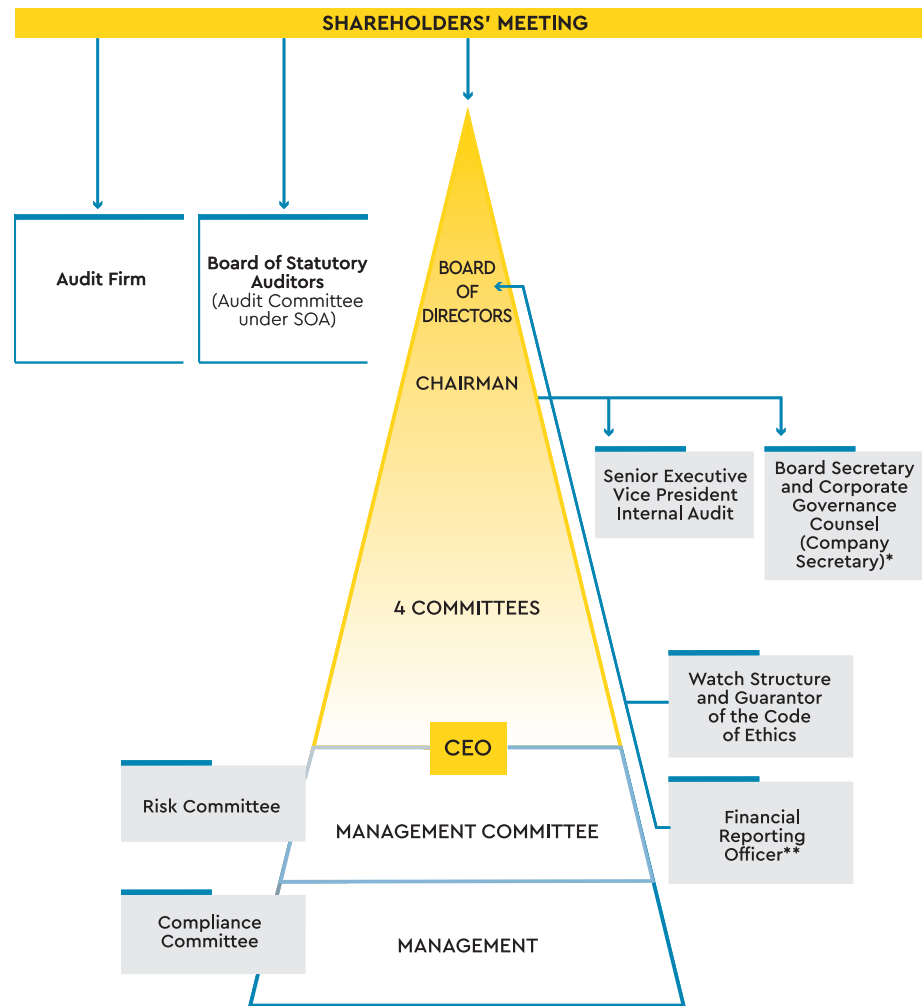 SHAREHOLDERS' MEETING
Audit Firm
Board of Statutory
Auditors
(Audit Committee
under SOA)
BOARD
OF
DIRECTORS
CHAIRMAN
Senior Executive
Vice President
Internal Audit
Board Secretary
and Corporate
Governance
Counsel
(Company
Secretary)*
4 COMMITTEES
Watch Structure
and Guarantor
of the Code
of Ethics
CEO
Risk Committee
MANAGEMENT COMMITTEE
Financial
Reporting
Officer**
Compliance
Committee
MANAGEMENT